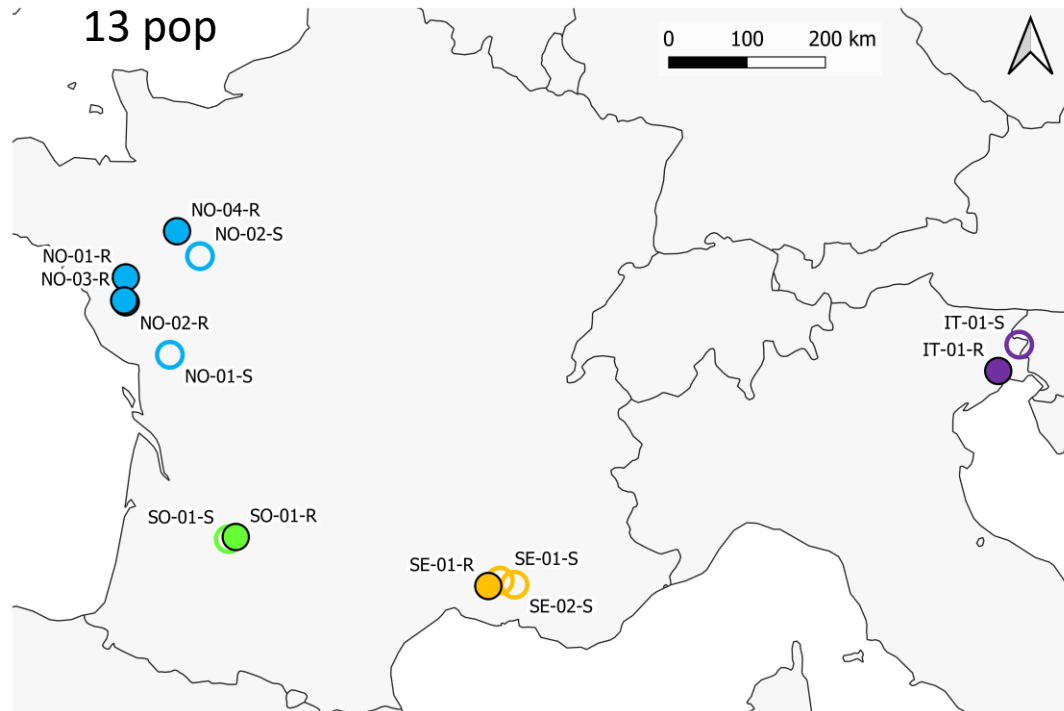 13 pop
0 100 200 km
NO-04-R
NO-02-S
NO-01-R
NO-03-R
NO-02-R
NO-01-S
IT-01-S
IT-01-R
SO-01-S SO-01-R
SE-01-R SE-01-S
SE-02-S